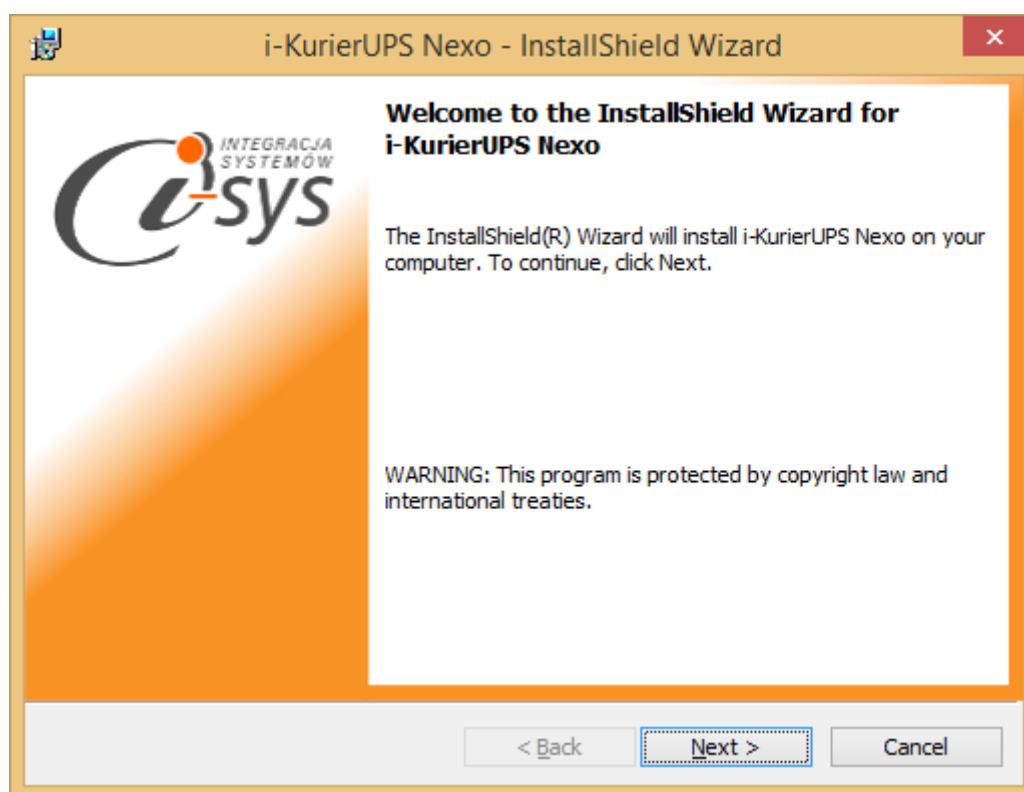 i-KurierUPS Nexo - InstallShield Wizard
INTEGRACJA
SYSTEMÓW
i-sys
Welcome to the InstallShield Wizard for
i-KurierUPS Nexo
The InstallShield(R) Wizard will install i-KurierUPS Nexo on your
computer. To continue, click Next.
WARNING: This program is protected by copyright law and
international treaties.
< Back
Next >
Cancel